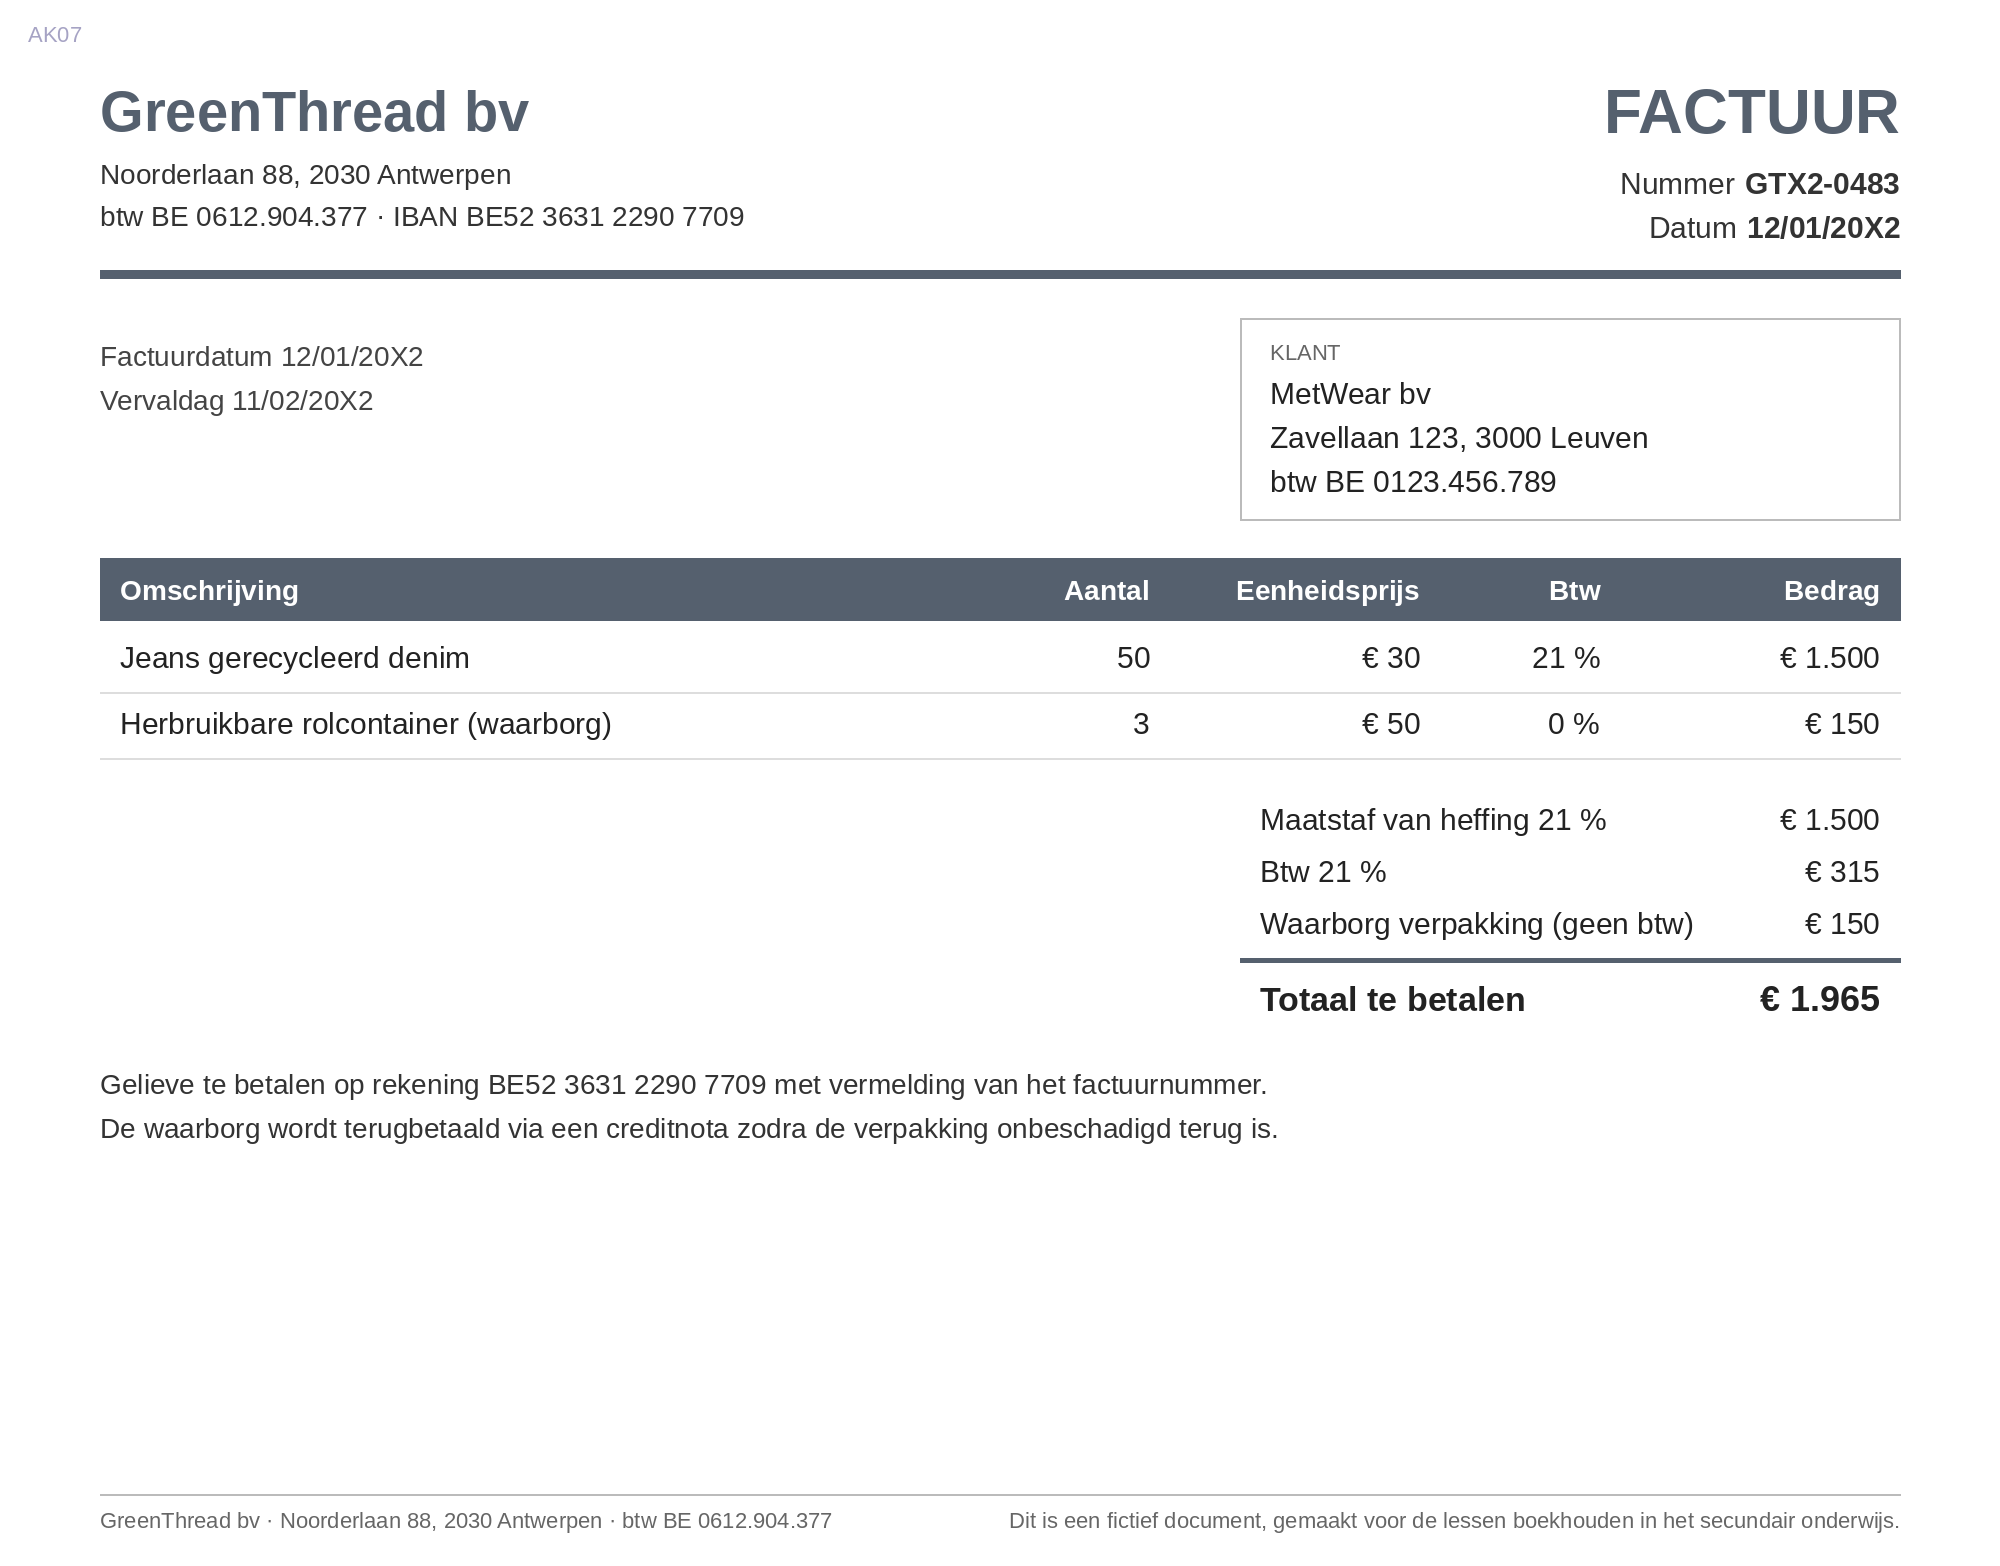 AK07
GreenThread bv
FACTUUR
Noorderlaan 88, 2030 Antwerpen
btw BE 0612.904.377 · IBAN BE52 3631 2290 7709
Nummer GTX2-0483
Datum 12/01/20X2
Factuurdatum 12/01/20X2
Vervaldag 11/02/20X2
KLANT
MetWear bv
Zavellaan 123, 3000 Leuven
btw BE 0123.456.789
Omschrijving Aantal Eenheidsprijs Btw Bedrag
Jeans gerecycleerd denim 50 € 30 21 % € 1.500
Herbruikbare rolcontainer (waarborg) 3 € 50 0 % € 150
Maatstaf van heffing 21 % € 1.500
Btw 21 % € 315
Waarborg verpakking (geen btw) € 150
Totaal te betalen € 1.965
Gelieve te betalen op rekening BE52 3631 2290 7709 met vermelding van het factuurnummer.
De waarborg wordt terugbetaald via een creditnota zodra de verpakking onbeschadigd terug is.
GreenThread bv · Noorderlaan 88, 2030 Antwerpen · btw BE 0612.904.377
Dit is een fictief document, gemaakt voor de lessen boekhouden in het secundair onderwijs.